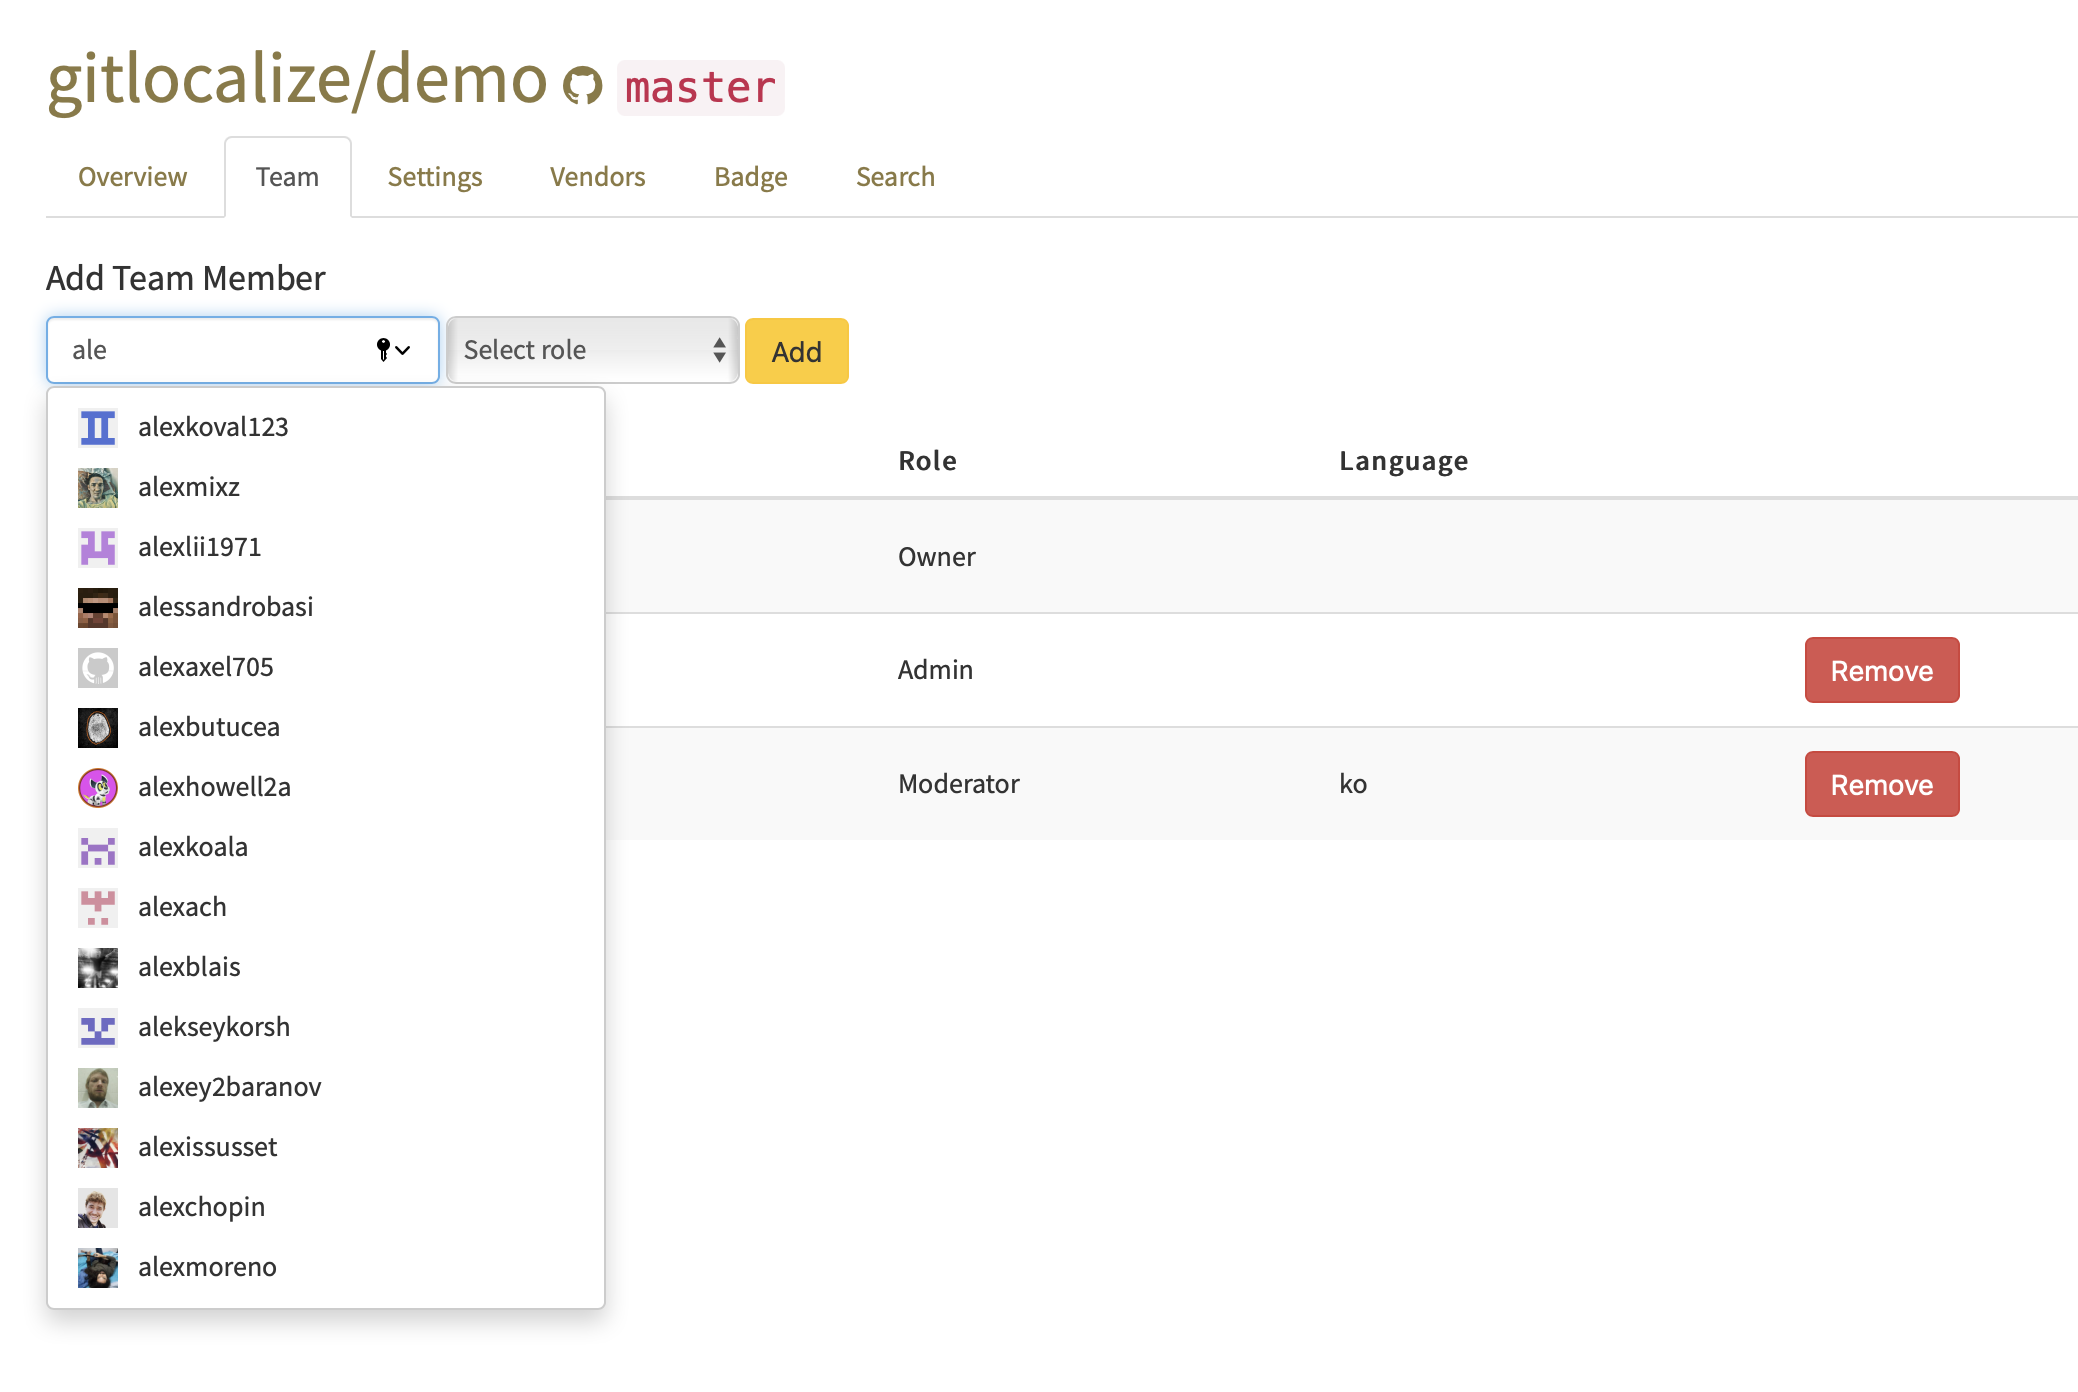 gitlocalize/demo master
Overview Team Settings Vendors Badge Search
Add Team Member
ale Select role Add
alexkoval123
alexmixz
alexlii1971
alessandrobasi
alexaxel705
alexbutucea
alexhowell2a
alexkoala
alexach
alexblais
alekseykorsh
alexey2baranov
alexissusset
alexchopin
alexmoreno
Role Language
Owner
Admin Remove
Moderator ko Remove